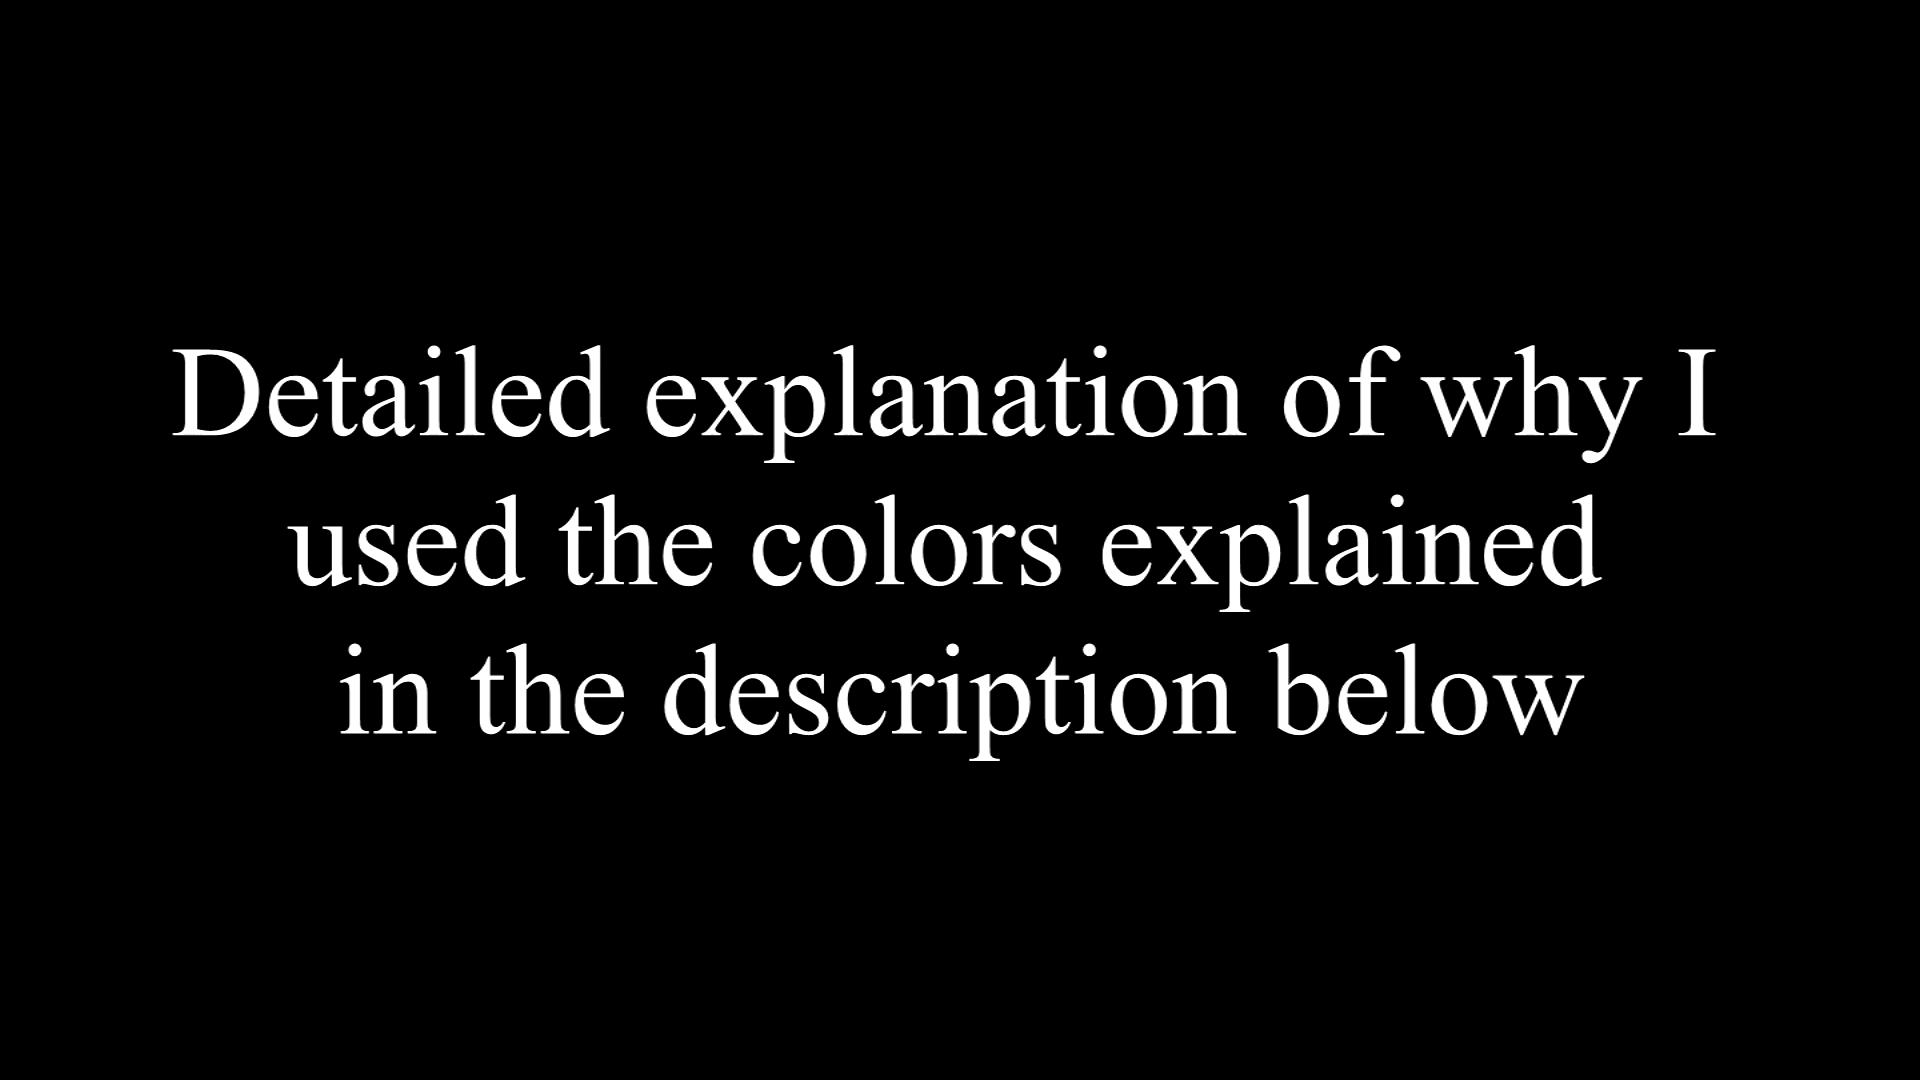 Detailed explanation of why I
used the colors explained
in the description below